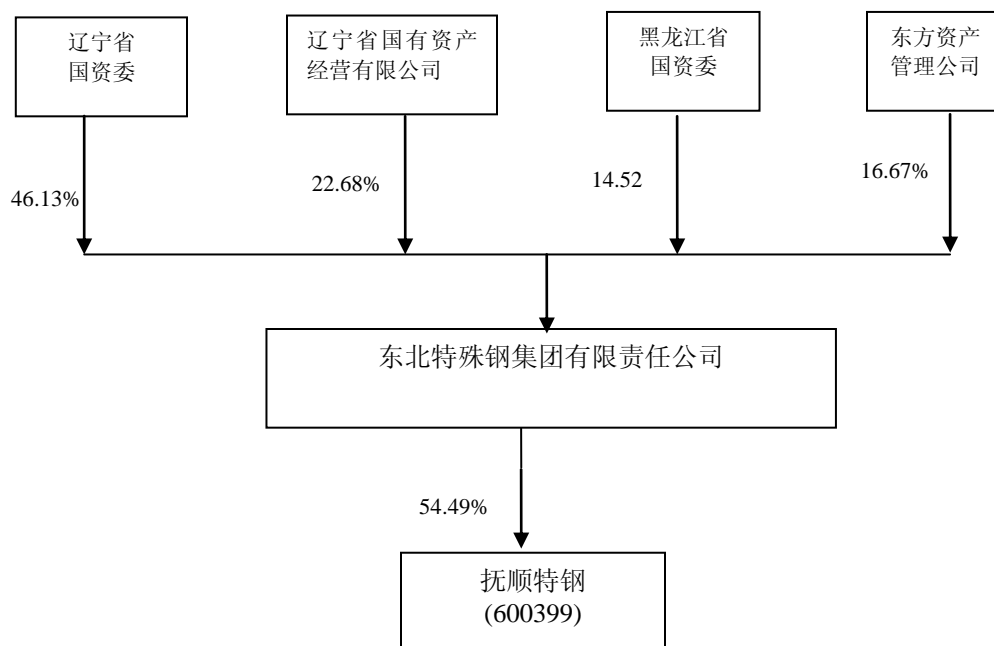 辽宁省
国资委
辽宁省国有资产
经营有限公司
黑龙江省
国资委
东方资产
管理公司
46.13%
22.68%
14.52
16.67%
东北特殊钢集团有限责任公司
54.49%
抚顺特钢
(600399)